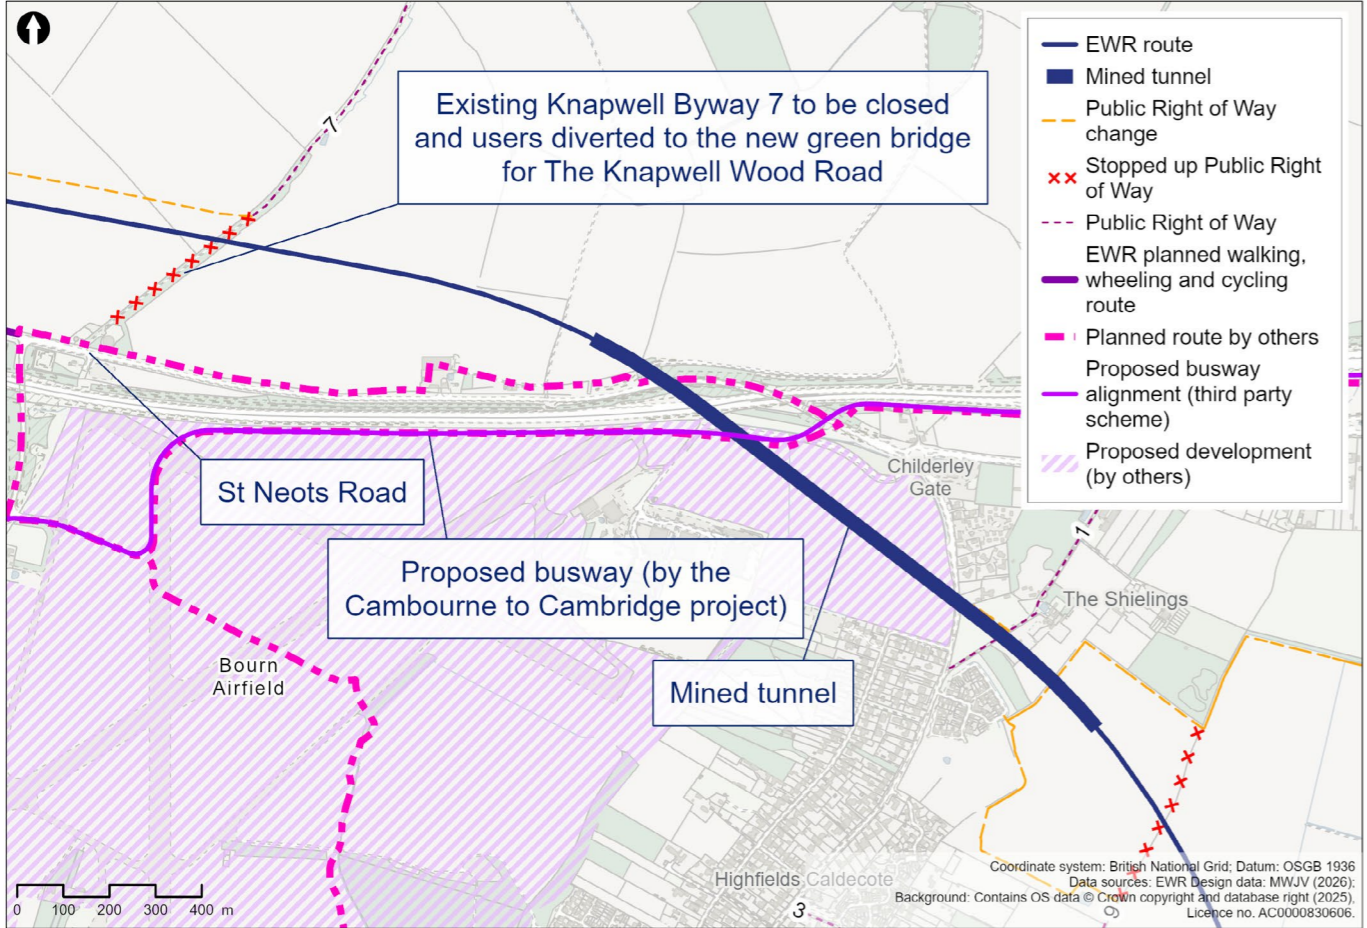 7
Existing Knapwell Byway 7 to be closed
and users diverted to the new green bridge
for The Knapwell Wood Road
EWR route
Mined tunnel
Public Right of Way
change
Stopped up Public Right
of Way
Public Right of Way
EWR planned walking,
wheeling and cycling
route
Planned route by others
Proposed busway
alignment (third party
scheme)
Proposed development
(by others)
St Neots Road
Childerley
Gate
Proposed busway (by the
Cambourne to Cambridge project)
1
The Shielings
Bourn
Airfield
Mined tunnel
Highfields Caldecote
3
9
0 100 200 300 400 m
Coordinate system: British National Grid; Datum: OSGB 1936
Data sources: EWR Design data: MWJV (2026);
Background: Contains OS data © Crown copyright and database right (2025),
Licence no. AC0000830606.